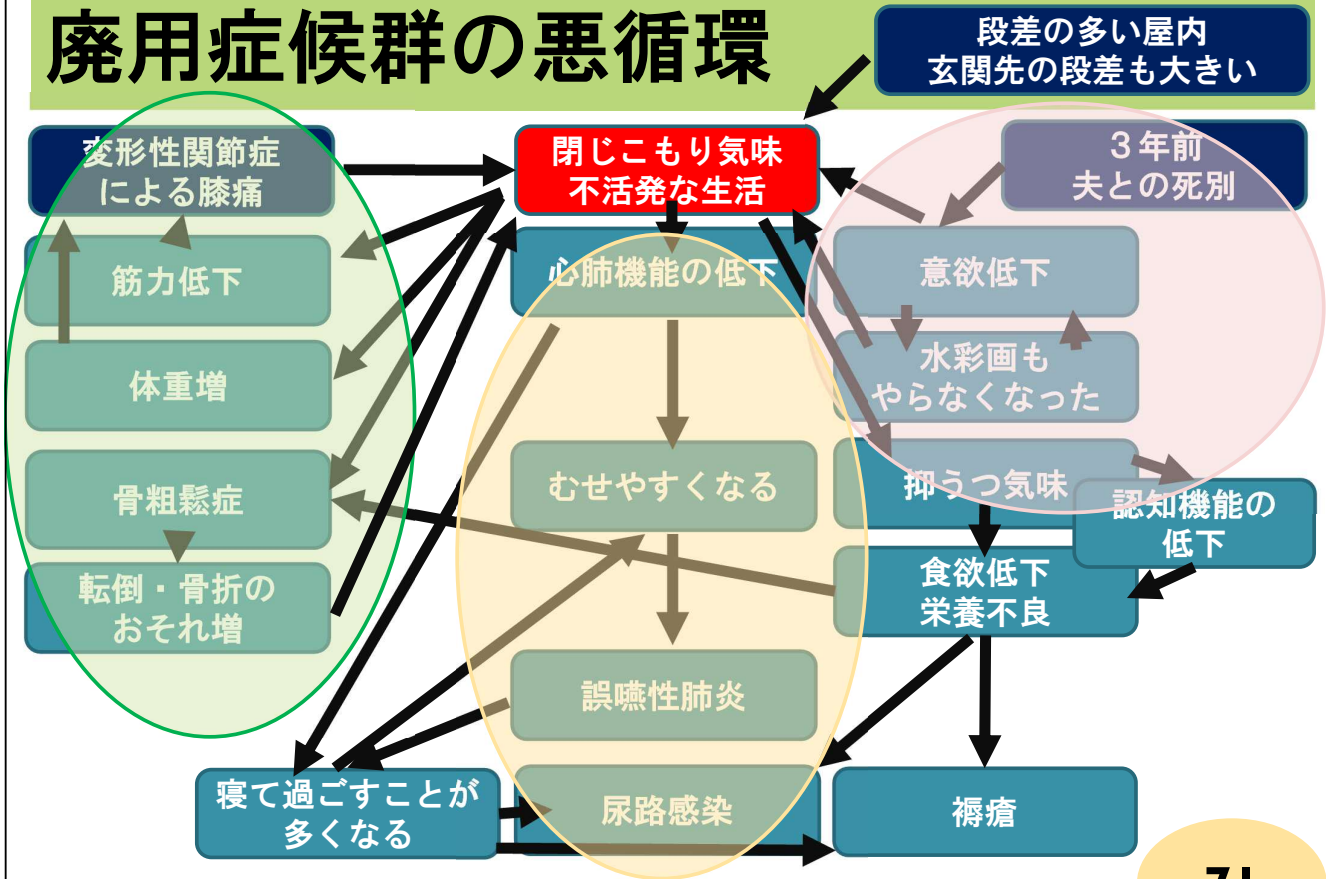 廃用症候群の悪循環
段差の多い屋内
玄関先の段差も大きい
変形性関節症
による膝痛
閉じこもり気味
不活発な生活
３年前
夫との死別
筋力低下
心肺機能の低下
意欲低下
体重増
水彩画も
やらなくなった
骨粗鬆症
むせやすくなる
抑うつ気味
認知機能の
低下
転倒・骨折の
おそれ増
食欲低下
栄養不良
誤嚥性肺炎
寝て過ごすことが
多くなる
尿路感染
褥瘡